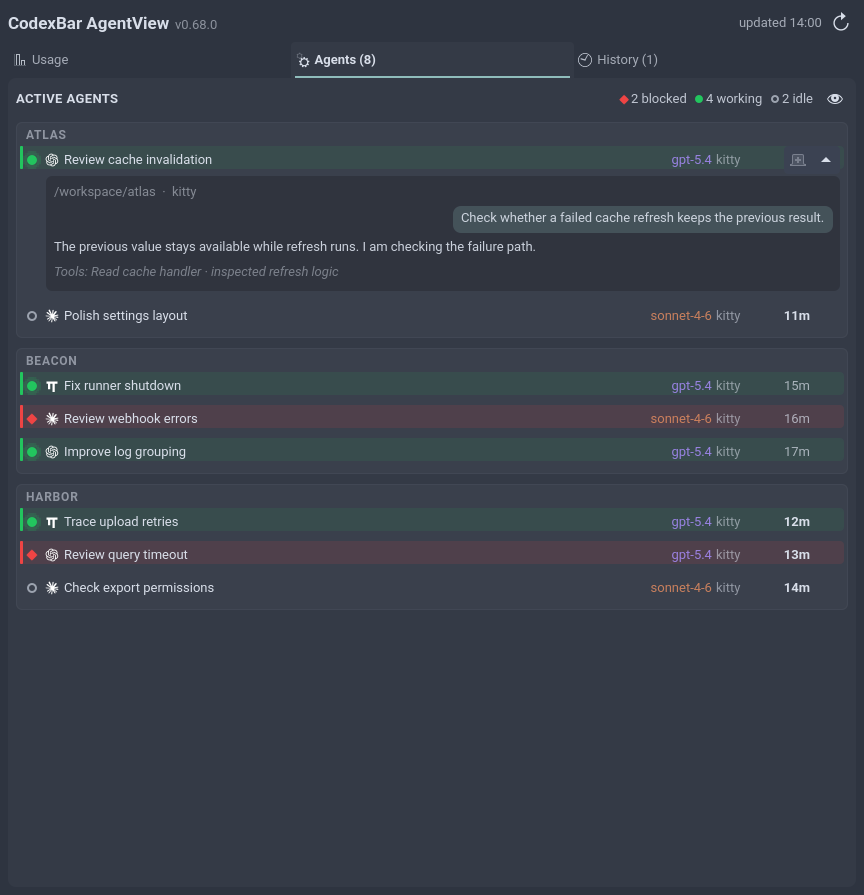 CodexBar AgentView v0.68.0 updated 14:00
Usage Agents (8) History (1)
ACTIVE AGENTS 2 blocked 4 working 2 idle
ATLAS
Review cache invalidation gpt-5.4 kitty
/workspace/atlas · kitty
Check whether a failed cache refresh keeps the previous result.
The previous value stays available while refresh runs. I am checking the failure path.
Tools: Read cache handler · inspected refresh logic
Polish settings layout sonnet-4-6 kitty 11m
BEACON
Fix runner shutdown gpt-5.4 kitty 15m
Review webhook errors sonnet-4-6 kitty 16m
Improve log grouping gpt-5.4 kitty 17m
HARBOR
Trace upload retries gpt-5.4 kitty 12m
Review query timeout gpt-5.4 kitty 13m
Check export permissions sonnet-4-6 kitty 14m